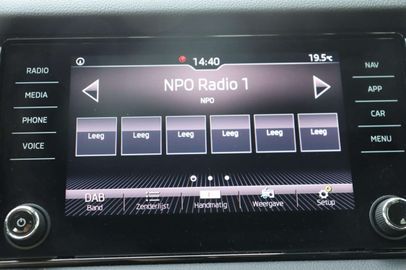 14:40
19.5°C
RADIO
MEDIA
PHONE
VOICE
NPO Radio 1
NPO
Leeg
Leeg
Leeg
Leeg
Leeg
Leeg
DAB
Band
Zenderlijst
Handmatig
Weergave
Setup
NAV
APP
CAR
MENU